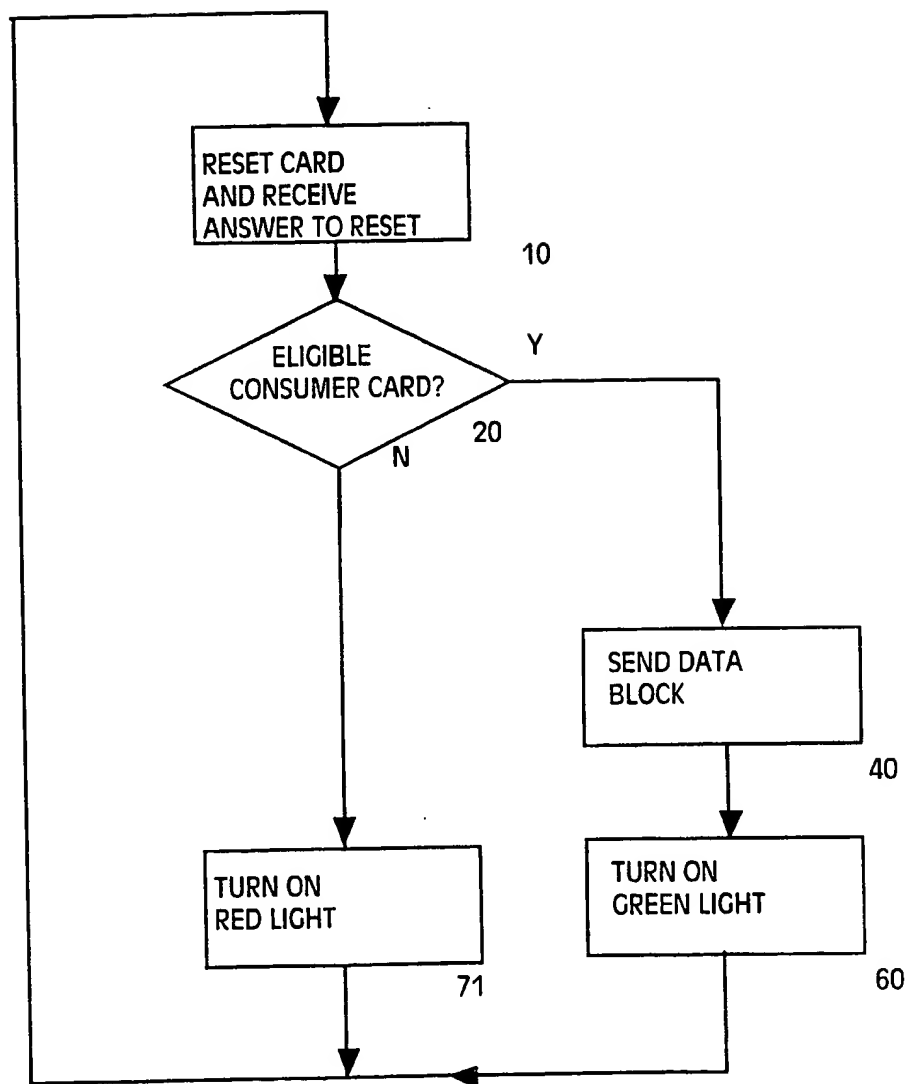 RESET CARD
AND RECEIVE
ANSWER TO RESET
10
ELIGIBLE
CONSUMER CARD?
Y
20
N
SEND DATA
BLOCK
40
TURN ON
RED LIGHT
71
TURN ON
GREEN LIGHT
60